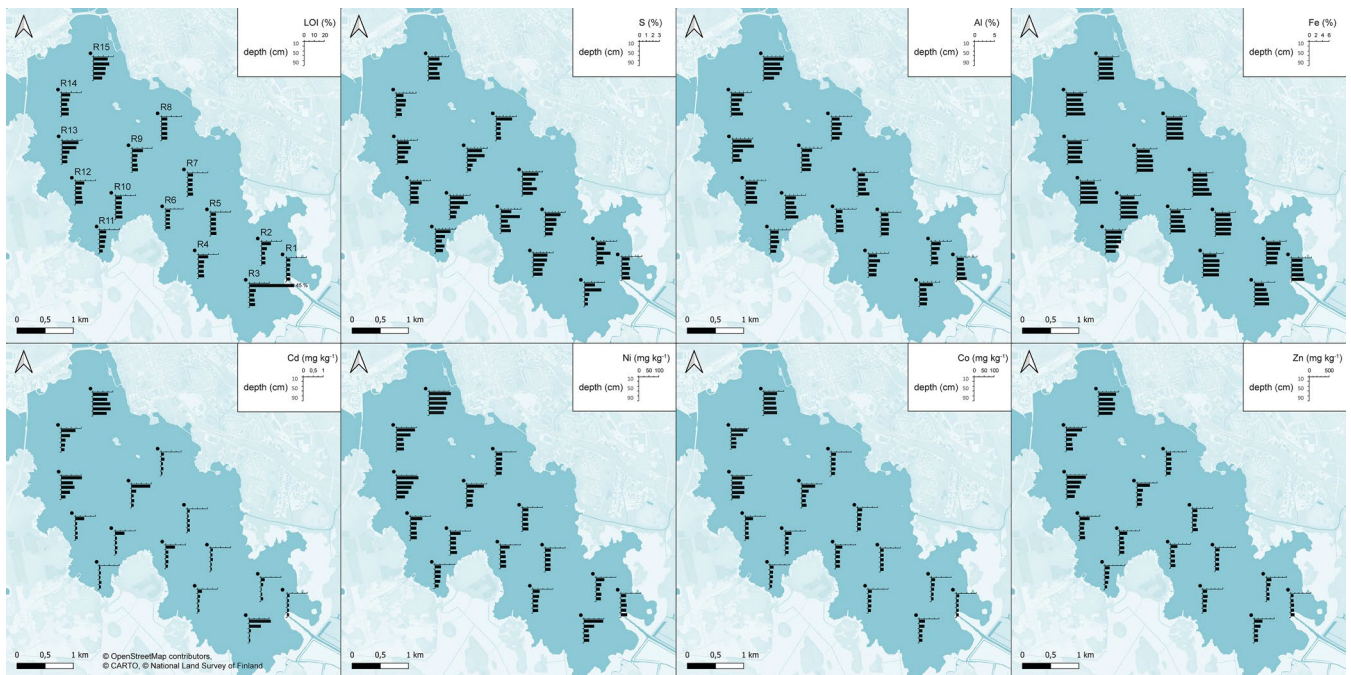 LOI (%)
0 10 20
depth (cm)
10
50
90
R15
R14
R8
R13
R9
R7
R12
R10
R6
R5
R11
R2
R4
R1
R3
45 %
0 0,5 1 km
S (%)
0 1 2 3
depth (cm)
10
50
90
0 0,5 1 km
Al (%)
0 5
depth (cm)
10
50
90
0 0,5 1 km
Fe (%)
0 2 4 6
depth (cm)
10
50
90
0 0,5 1 km
Cd (mg kg⁻¹)
0 0,5 1
depth (cm)
10
50
90
0 0,5 1 km
© OpenStreetMap contributors,
© CARTO, © National Land Survey of Finland
Ni (mg kg⁻¹)
0 50 100
depth (cm)
10
50
90
0 0,5 1 km
Co (mg kg⁻¹)
0 50 100
depth (cm)
10
50
90
0 0,5 1 km
Zn (mg kg⁻¹)
0 500
depth (cm)
10
50
90
0 0,5 1 km